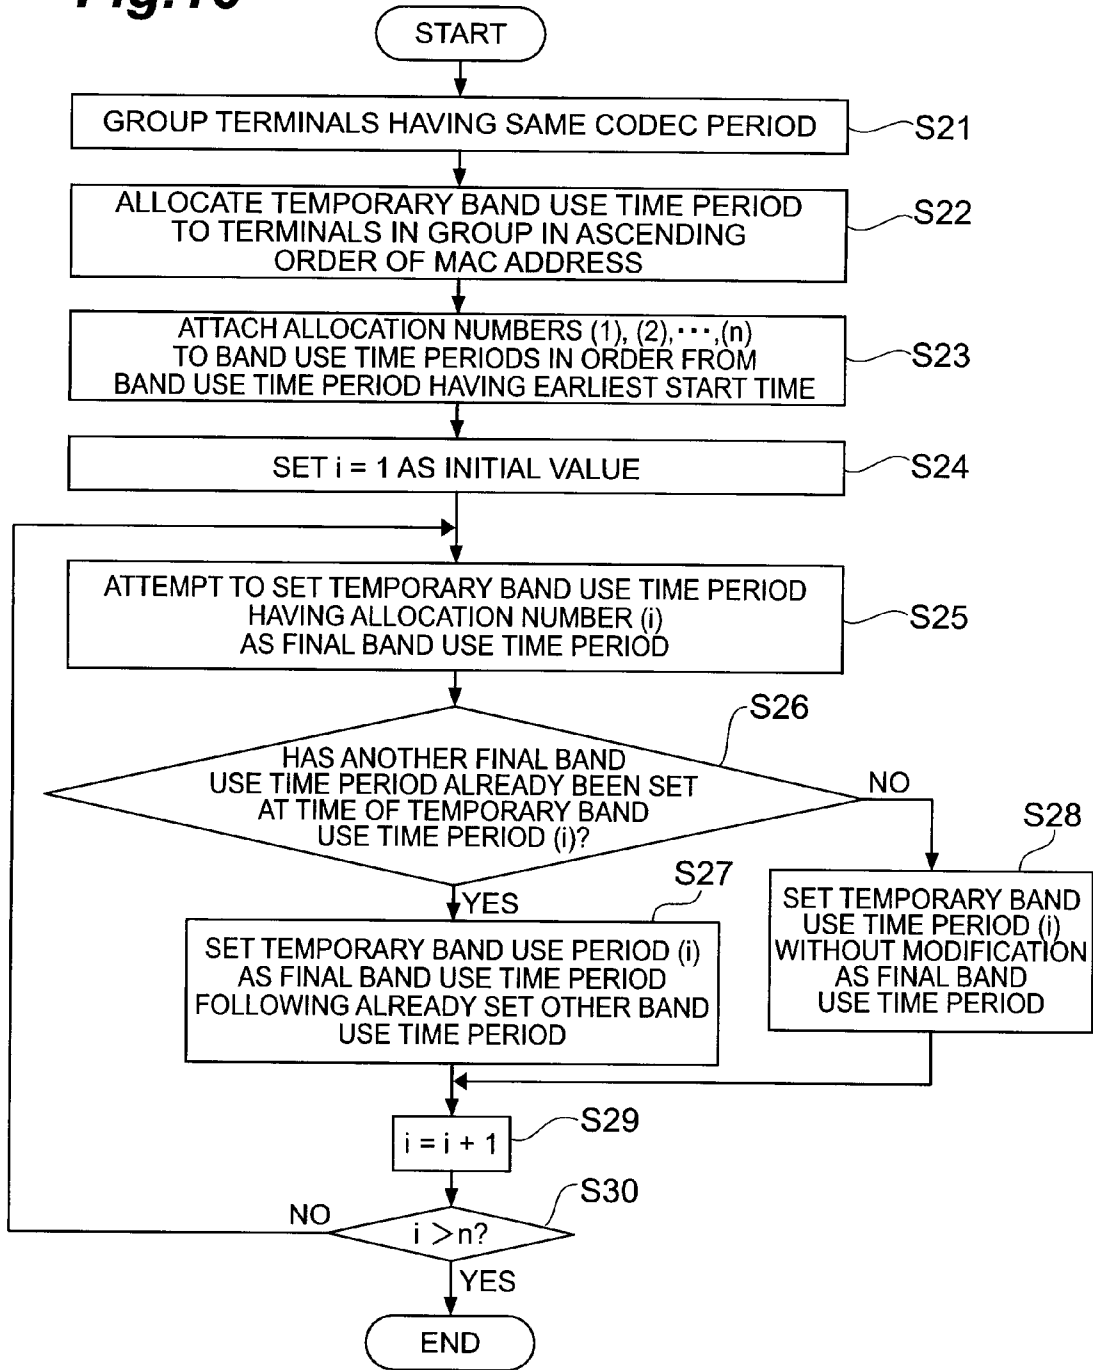 START
GROUP TERMINALS HAVING SAME CODEC PERIOD
S21
ALLOCATE TEMPORARY BAND USE TIME PERIOD
TO TERMINALS IN GROUP IN ASCENDING
ORDER OF MAC ADDRESS
S22
ATTACH ALLOCATION NUMBERS (1), (2),···,(n)
TO BAND USE TIME PERIODS IN ORDER FROM
BAND USE TIME PERIOD HAVING EARLIEST START TIME
S23
SET i = 1 AS INITIAL VALUE
S24
ATTEMPT TO SET TEMPORARY BAND USE TIME PERIOD
HAVING ALLOCATION NUMBER (i)
AS FINAL BAND USE TIME PERIOD
S25
S26
HAS ANOTHER FINAL BAND
USE TIME PERIOD ALREADY BEEN SET
AT TIME OF TEMPORARY BAND
USE TIME PERIOD (i)?
NO
YES
S27
SET TEMPORARY BAND USE PERIOD (i)
AS FINAL BAND USE TIME PERIOD
FOLLOWING ALREADY SET OTHER BAND
USE TIME PERIOD
S28
SET TEMPORARY BAND
USE TIME PERIOD (i)
WITHOUT MODIFICATION
AS FINAL BAND
USE TIME PERIOD
S29
i = i + 1
S30
NO
i > n?
YES
END